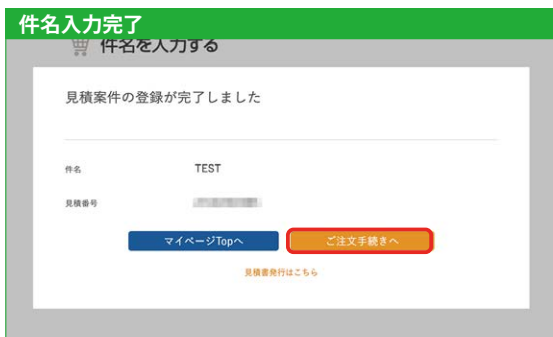 件名入力完了
件名を入力する
見積案件の登録が完了しました
件名 TEST
見積番号
マイページTopへ ご注文手続きへ
見積書発行はこちら